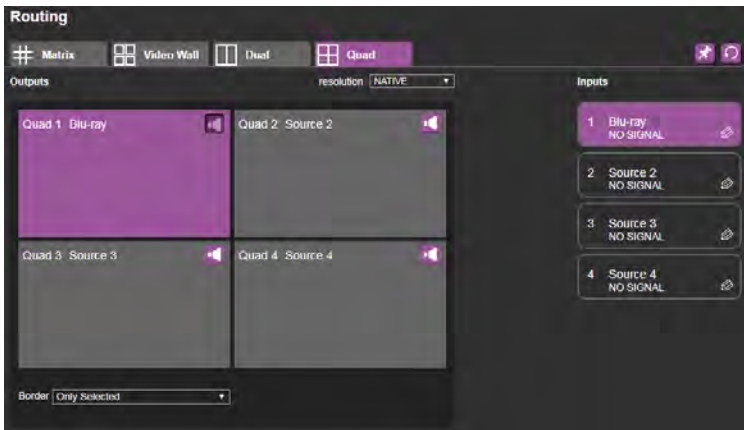 Routing
Matrix
Video Wall
Dual
Quad
Outputs
resolution NATIVE
Inputs
Quad 1 Blu-ray
Quad 2 Source 2
Quad 3 Source 3
Quad 4 Source 4
1 Blu-ray
NO SIGNAL
2 Source 2
NO SIGNAL
3 Source 3
NO SIGNAL
4 Source 4
NO SIGNAL
Border Only Selected